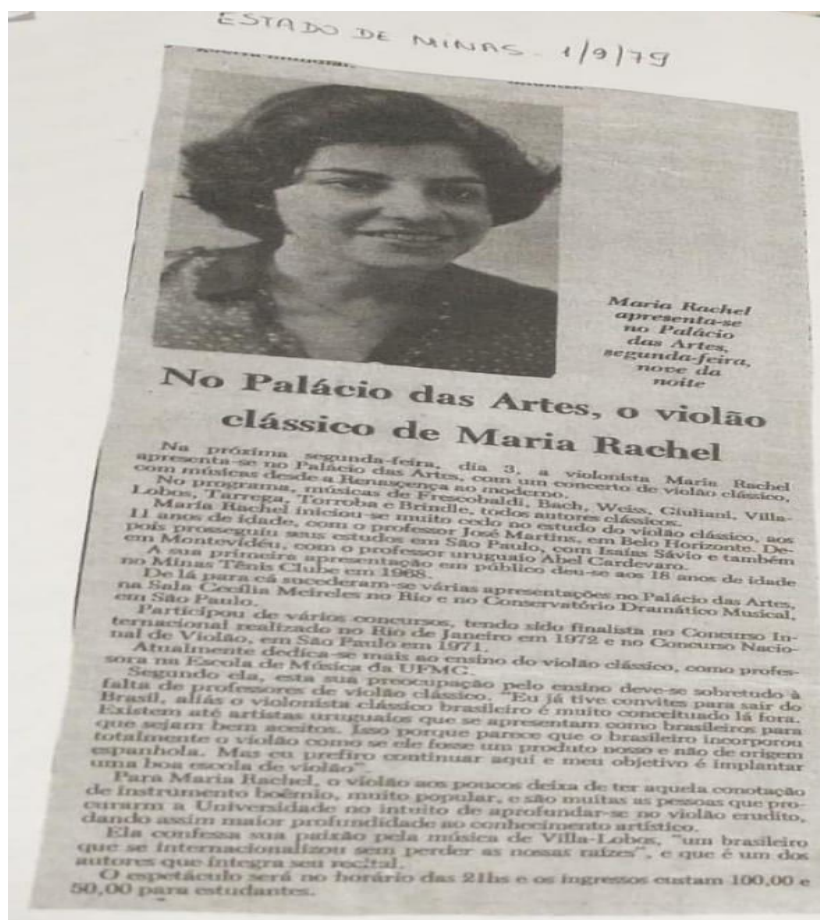 ESTADO DE MINAS - 1/9/79
Maria Rachel
apresenta-se
no Palácio
das Artes,
segunda-feira,
nove da
noite
No Palácio das Artes, o violão
clássico de Maria Rachel
Na próxima segunda-feira, dia 3, a violonista Maria Rachel
apresenta-se no Palácio das Artes, com um concerto de violão clássico,
com músicas desde a Renascença ao moderno.
No programa, músicas de Frescobaldi, Bach, Weiss, Giuliani, Villa-
Lobos, Tarrega, Torroba e Brindle, todos autores clássicos.
Maria Rachel iniciou-se muito cedo no estudo do violão clássico, aos
11 anos de idade, com o professor José Martins, em Belo Horizonte. De-
pois prosseguiu seus estudos em São Paulo, com Isaías Sávio e também
em Montevidéu, com o professor uruguaio Abel Cardevaro.
A sua primeira apresentação em público deu-se aos 18 anos de idade
no Minas Tênis Clube em 1968.
De lá para cá sucederam-se várias apresentações no Palácio das Artes,
na Sala Cecília Meireles no Rio e no Conservatório Dramático Musical,
em São Paulo.
Participou de vários concursos, tendo sido finalista no Concurso In-
ternacional realizado no Rio de Janeiro em 1972 e no Concurso Nacio-
nal de Violão, em São Paulo em 1971.
Atualmente dedica-se mais ao ensino do violão clássico, como profes-
sora na Escola de Música da UFMG.
Segundo ela, esta sua preocupação pelo ensino deve-se sobretudo à
falta de professores de violão clássico. "Eu já tive convites para sair do
Brasil, aliás o violonista clássico brasileiro é muito conceituado lá fora.
Existem até artistas uruguaios que se apresentam como brasileiros para
que sejam bem aceitos. Isso porque parece que o brasileiro incorporou
totalmente o violão como se ele fosse um produto nosso e não de origem
espanhola. Mas eu prefiro continuar aqui e meu objetivo é implantar
uma boa escola de violão".
Para Maria Rachel, o violão aos poucos deixa de ter aquela conotação
de instrumento boêmio, muito popular, e são muitas as pessoas que pro-
curarm a Universidade no intuito de aprofundar-se no violão erudito,
dando assim maior profundidade ao conhecimento artístico.
Ela confessa sua paixão pela música de Villa-Lobos, "um brasileiro
que se internacionalizou sem perder as nossas raízes", e que é um dos
autores que integra seu recital.
O espetáculo será no horário das 21hs e os ingressos custam 100,00 e
50,00 para estudantes.